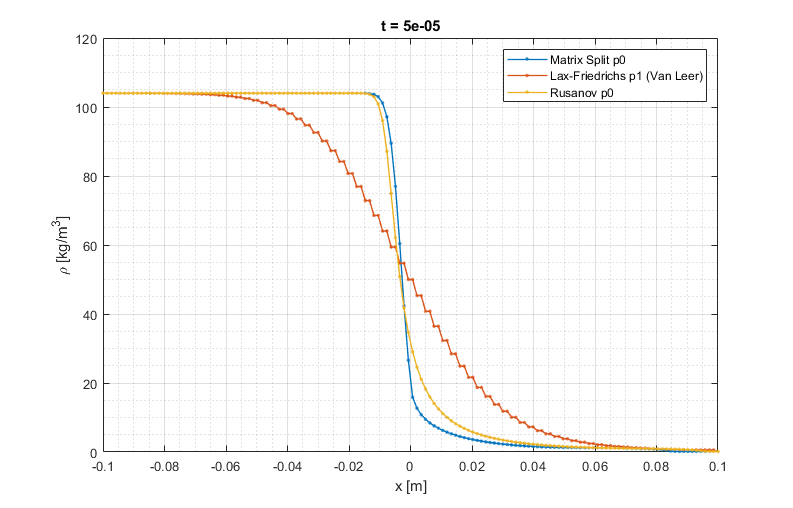 t = 5e-05
120
100
80
60
40
20
0
ρ [kg/m³]
Matrix Split p0
Lax-Friedrichs p1 (Van Leer)
Rusanov p0
-0.1 -0.08 -0.06 -0.04 -0.02 0 0.02 0.04 0.06 0.08 0.1
x [m]